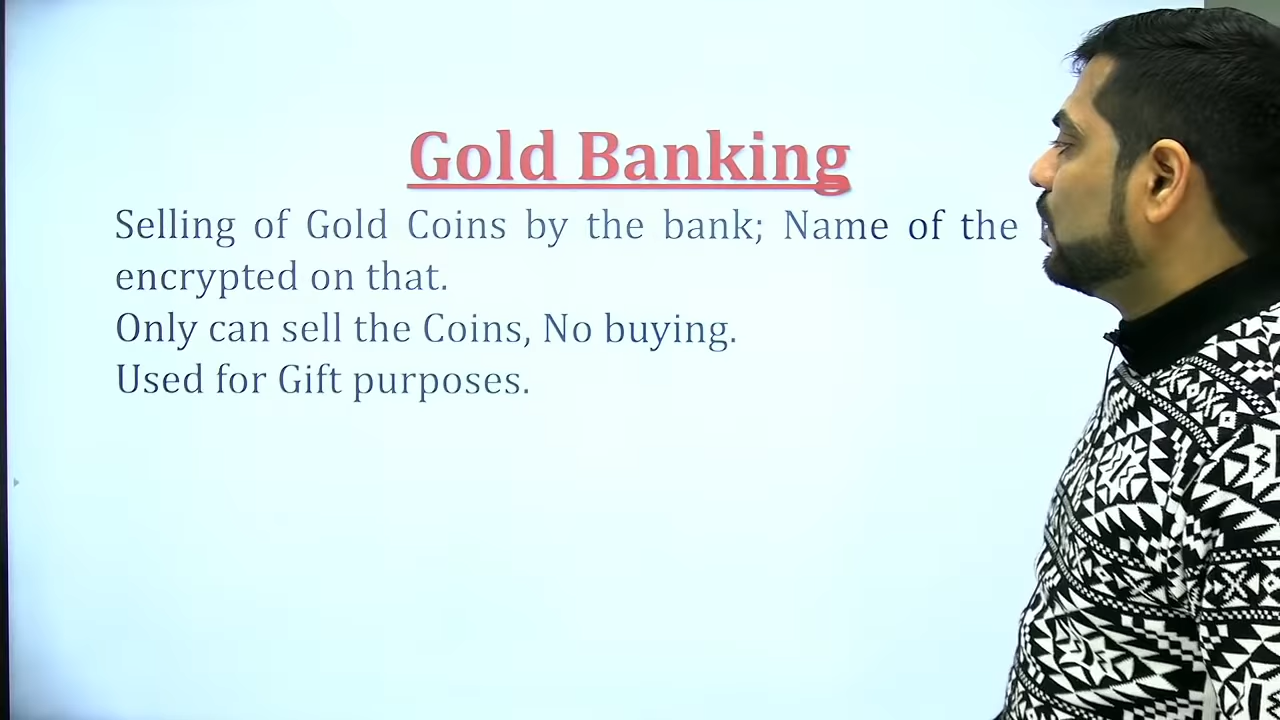 Gold Banking
Selling of Gold Coins by the bank; Name of the
encrypted on that.
Only can sell the Coins, No buying.
Used for Gift purposes.